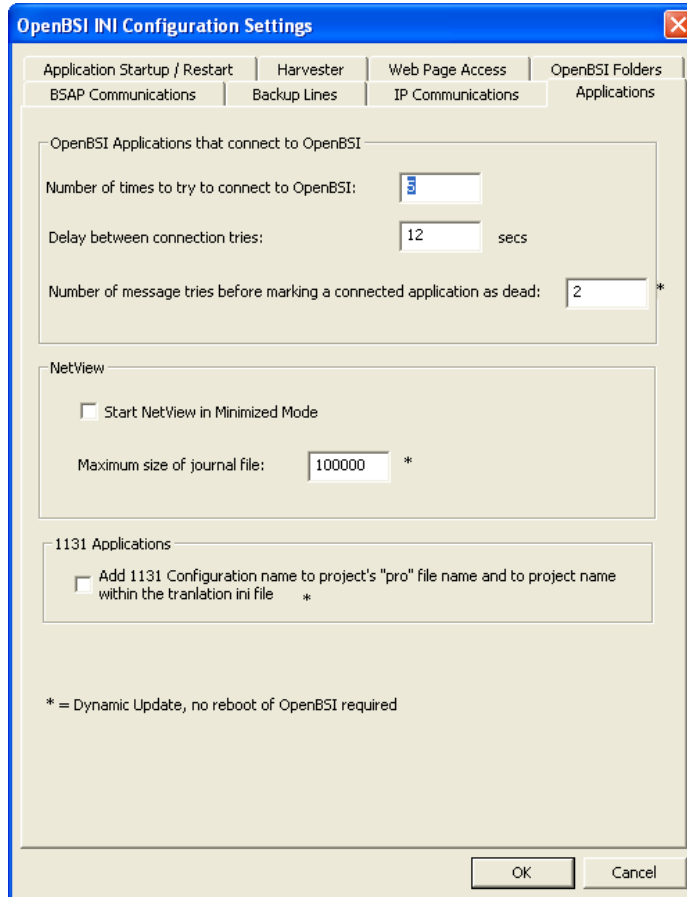 OpenBSI INI Configuration Settings
Application Startup / Restart
Harvester
Web Page Access
OpenBSI Folders
BSAP Communications
Backup Lines
IP Communications
Applications
OpenBSI Applications that connect to OpenBSI
Number of times to try to connect to OpenBSI: 5
Delay between connection tries: 12 secs
Number of message tries before marking a connected application as dead: 2 *
NetView
Start NetView in Minimized Mode
Maximum size of journal file: 100000 *
1131 Applications
Add 1131 Configuration name to project's "pro" file name and to project name
within the tranlation ini file *
* = Dynamic Update, no reboot of OpenBSI required
OK
Cancel